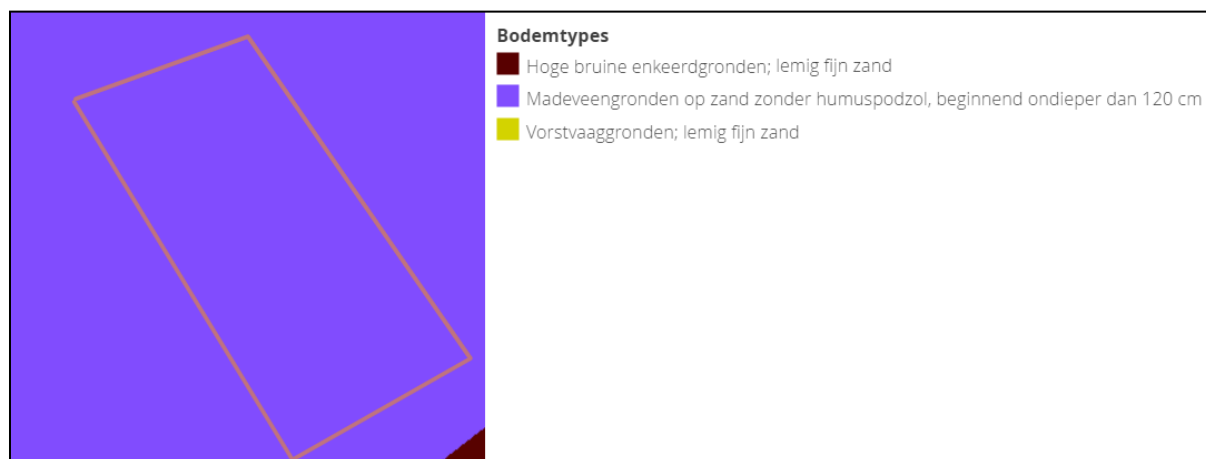 Bodemtypes
Hoge bruine enkeerdgronden; lemig fijn zand
Madeveengronden op zand zonder humuspodzol, beginnend ondieper dan 120 cm
Vorstvaaggronden; lemig fijn zand